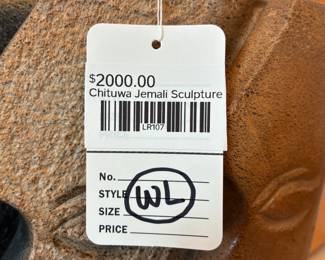 $2000.00
Chituwa Jemali Sculpture
LR107
No.
STYLE
WL
SIZE
PRICE